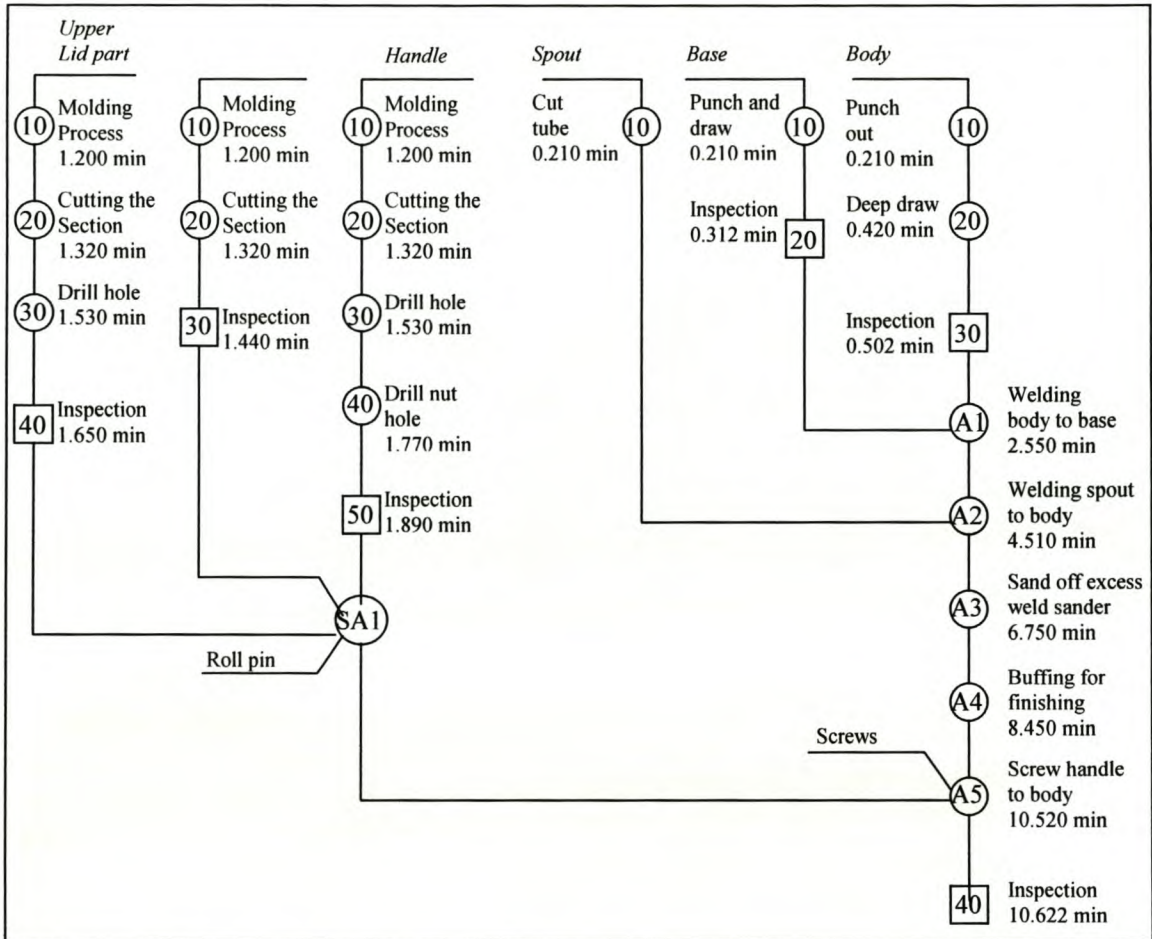 Upper
Lid part
10
Molding
Process
1.200 min
20
Cutting the
Section
1.320 min
30
Drill hole
1.530 min
40
Inspection
1.650 min
10
Molding
Process
1.200 min
20
Cutting the
Section
1.320 min
30
Inspection
1.440 min
Handle
10
Molding
Process
1.200 min
20
Cutting the
Section
1.320 min
30
Drill hole
1.530 min
40
Drill nut
hole
1.770 min
50
Inspection
1.890 min
SA1
Roll pin
Spout
Cut
tube
0.210 min
10
Base
Punch and
draw
0.210 min
10
Inspection
0.312 min
20
Body
Punch
out
0.210 min
10
Deep draw
0.420 min
20
Inspection
0.502 min
30
A1
Welding
body to base
2.550 min
A2
Welding spout
to body
4.510 min
A3
Sand off excess
weld sander
6.750 min
A4
Buffing for
finishing
8.450 min
Screws
A5
Screw handle
to body
10.520 min
40
Inspection
10.622 min